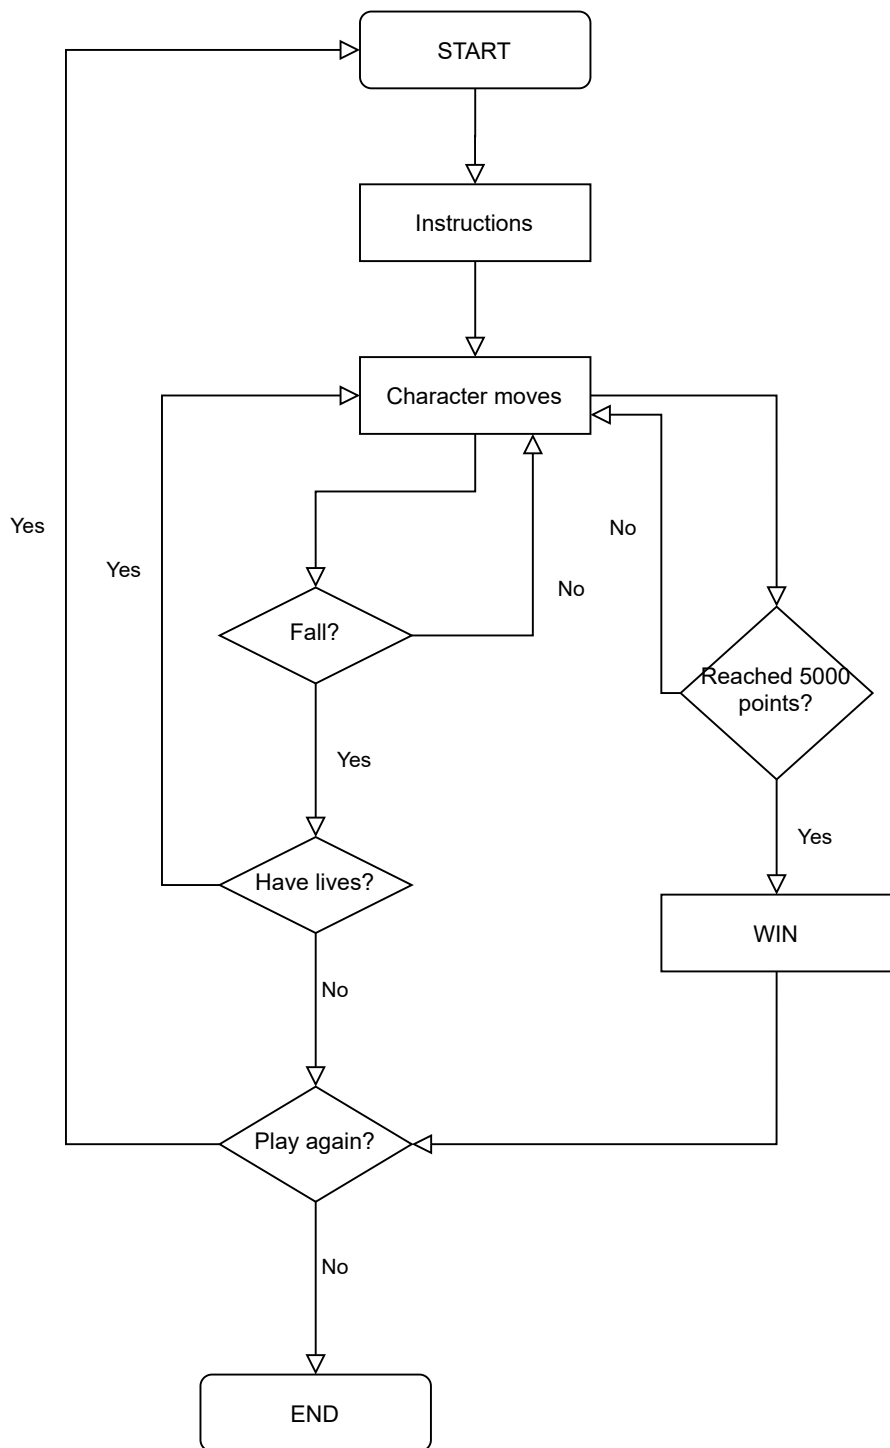 START
Instructions
Character moves
Yes
No
Yes
No
Fall?
Reached 5000
points?
Yes
Yes
Have lives?
WIN
No
Play again?
No
END